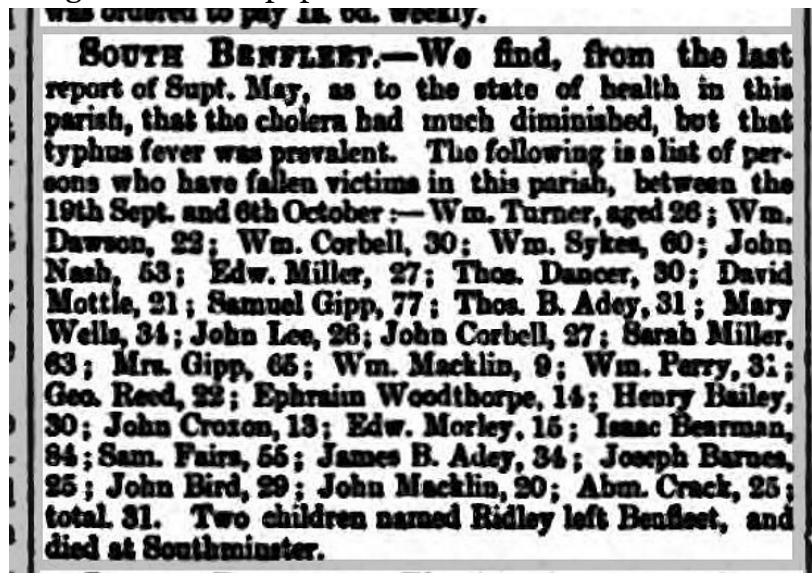 was ordered to pay 1s. 6d. weekly.
SOUTH BENFLEET.—We find, from the last
report of Supt. May, as to the state of health in this
parish, that the cholera had much diminished, but that
typhus fever was prevalent. The following is a list of per-
sons who have fallen victims in this parish, between the
19th Sept. and 6th October :— Wm. Turner, aged 26 ; Wm.
Dawson, 22; Wm. Corbell, 30; Wm. Sykes, 60; John
Nash, 53; Edw. Miller, 27; Thos. Dancer, 30; David
Mottle, 21 ; Samuel Gipp, 77; Thos. B. Adey, 31 ; Mary
Wells, 34; John Lee, 26; John Corbell, 27; Sarah Miller,
63; Mrs. Gipp, 65; Wm. Macklin, 9; Wm. Perry,
Geo. Reed, 22; Ephraim Woodthorpe, 14; Henry Bailey,
30; John Croxon, 13; Edw. Morley, 15; Isaac Bearman,
84; Sam. Fairs, 55; James B. Adey, 34; Joseph Barnes,
25; John Bird, 29; John Macklin, 20; Abm. Crack, 25;
total. 31. Two children named Ridley left Benfleet, and
died at Southminster.